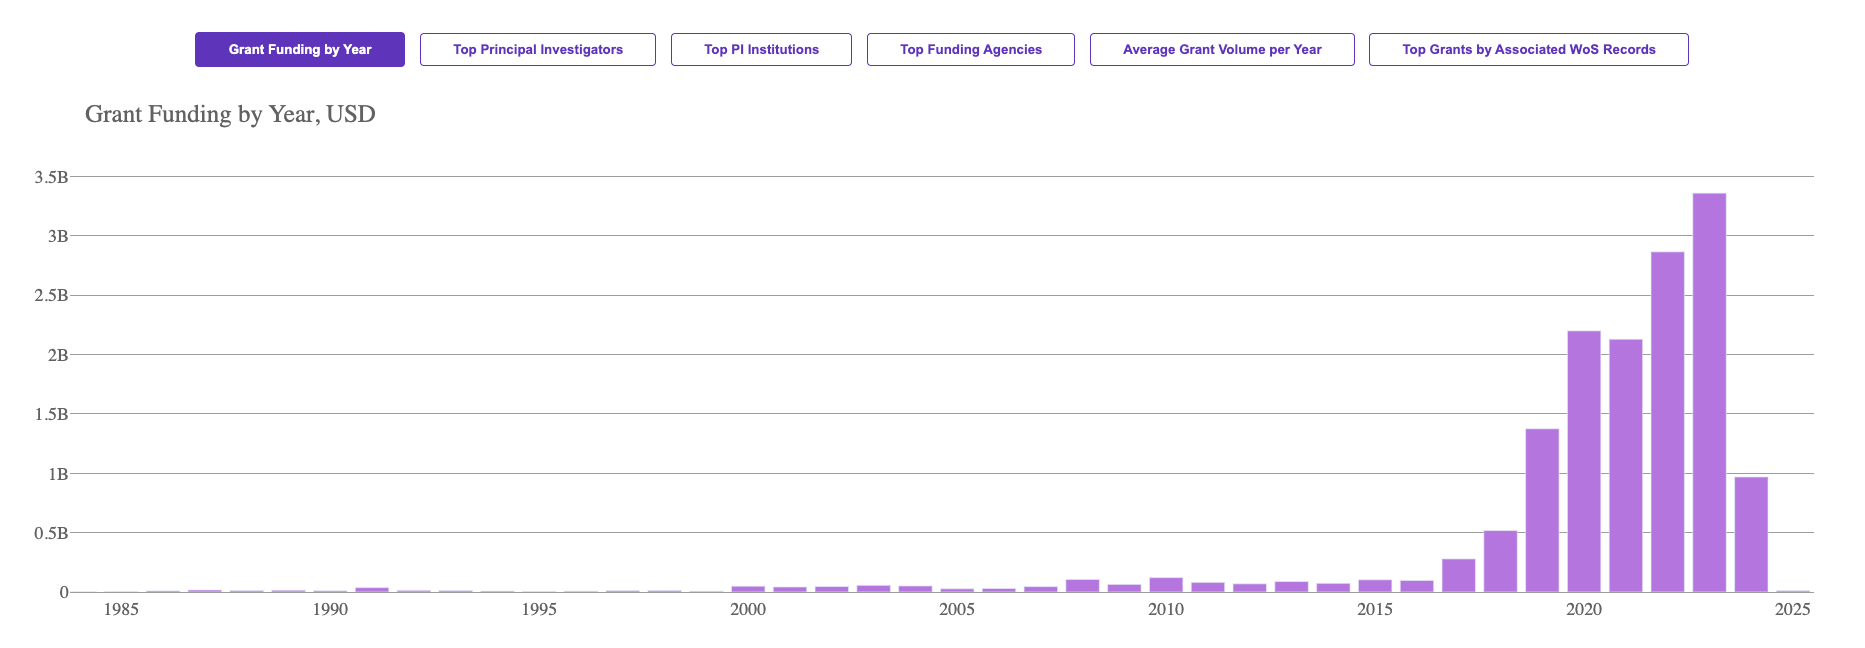 Grant Funding by Year
Top Principal Investigators
Top PI Institutions
Top Funding Agencies
Average Grant Volume per Year
Top Grants by Associated WoS Records
Grant Funding by Year, USD
3.5B
3B
2.5B
2B
1.5B
1B
0.5B
0
1985 1990 1995 2000 2005 2010 2015 2020 2025